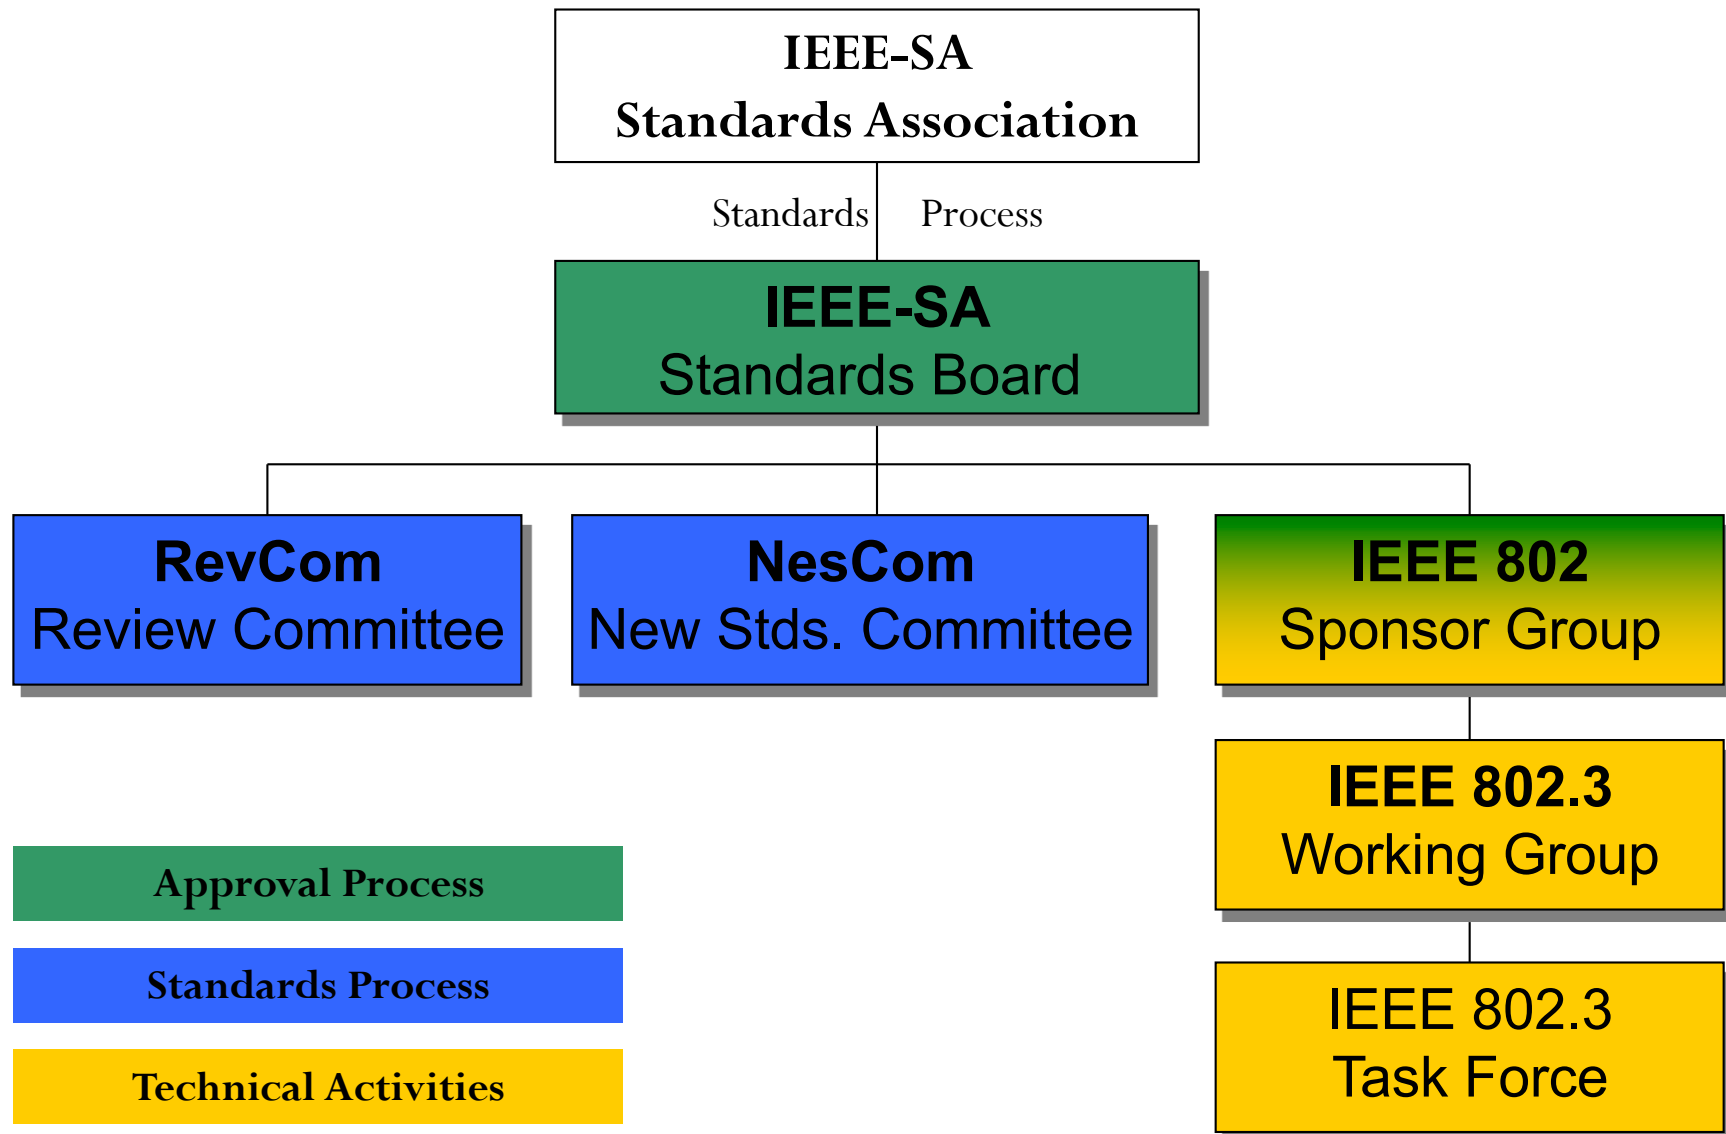 IEEE-SA
Standards Association
Standards Process
IEEE-SA
Standards Board
RevCom
Review Committee
NesCom
New Stds. Committee
IEEE 802
Sponsor Group
IEEE 802.3
Working Group
IEEE 802.3
Task Force
Approval Process
Standards Process
Technical Activities